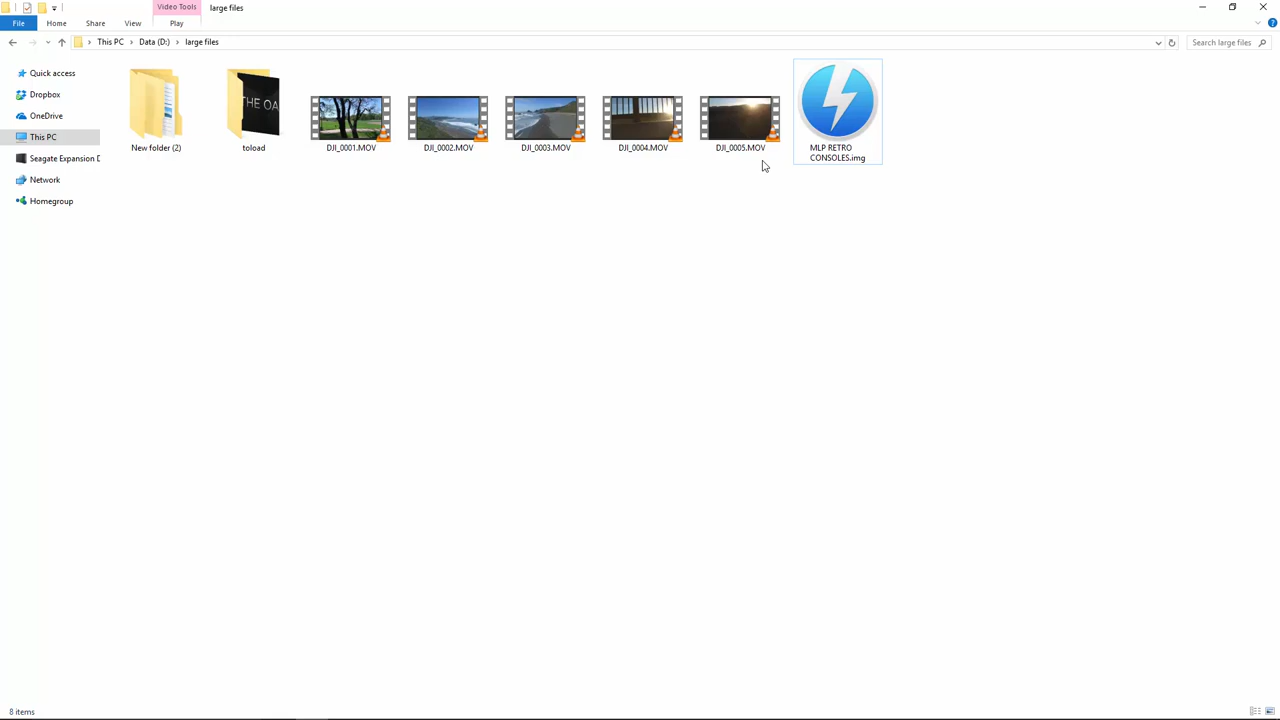 Video Tools
large files
File
Home
Share
View
Play
This PC
Data (D:)
large files
Search large files
Quick access
Dropbox
OneDrive
This PC
Seagate Expansion D
Network
Homegroup
New folder (2)
THE OA
toload
DJI_0001.MOV
DJI_0002.MOV
DJI_0003.MOV
DJI_0004.MOV
DJI_0005.MOV
MLP RETRO
CONSOLES.img
8 items